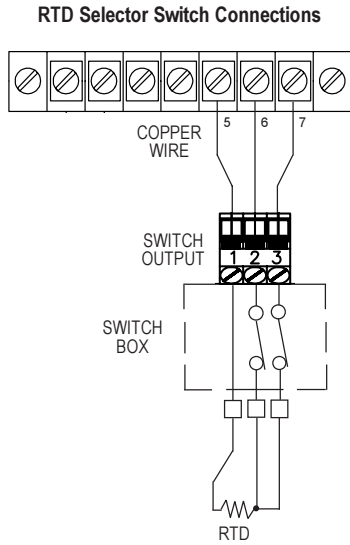 RTD Selector Switch Connections
5 6 7
COPPER
WIRE
SWITCH
OUTPUT
1 2 3
SWITCH
BOX
RTD